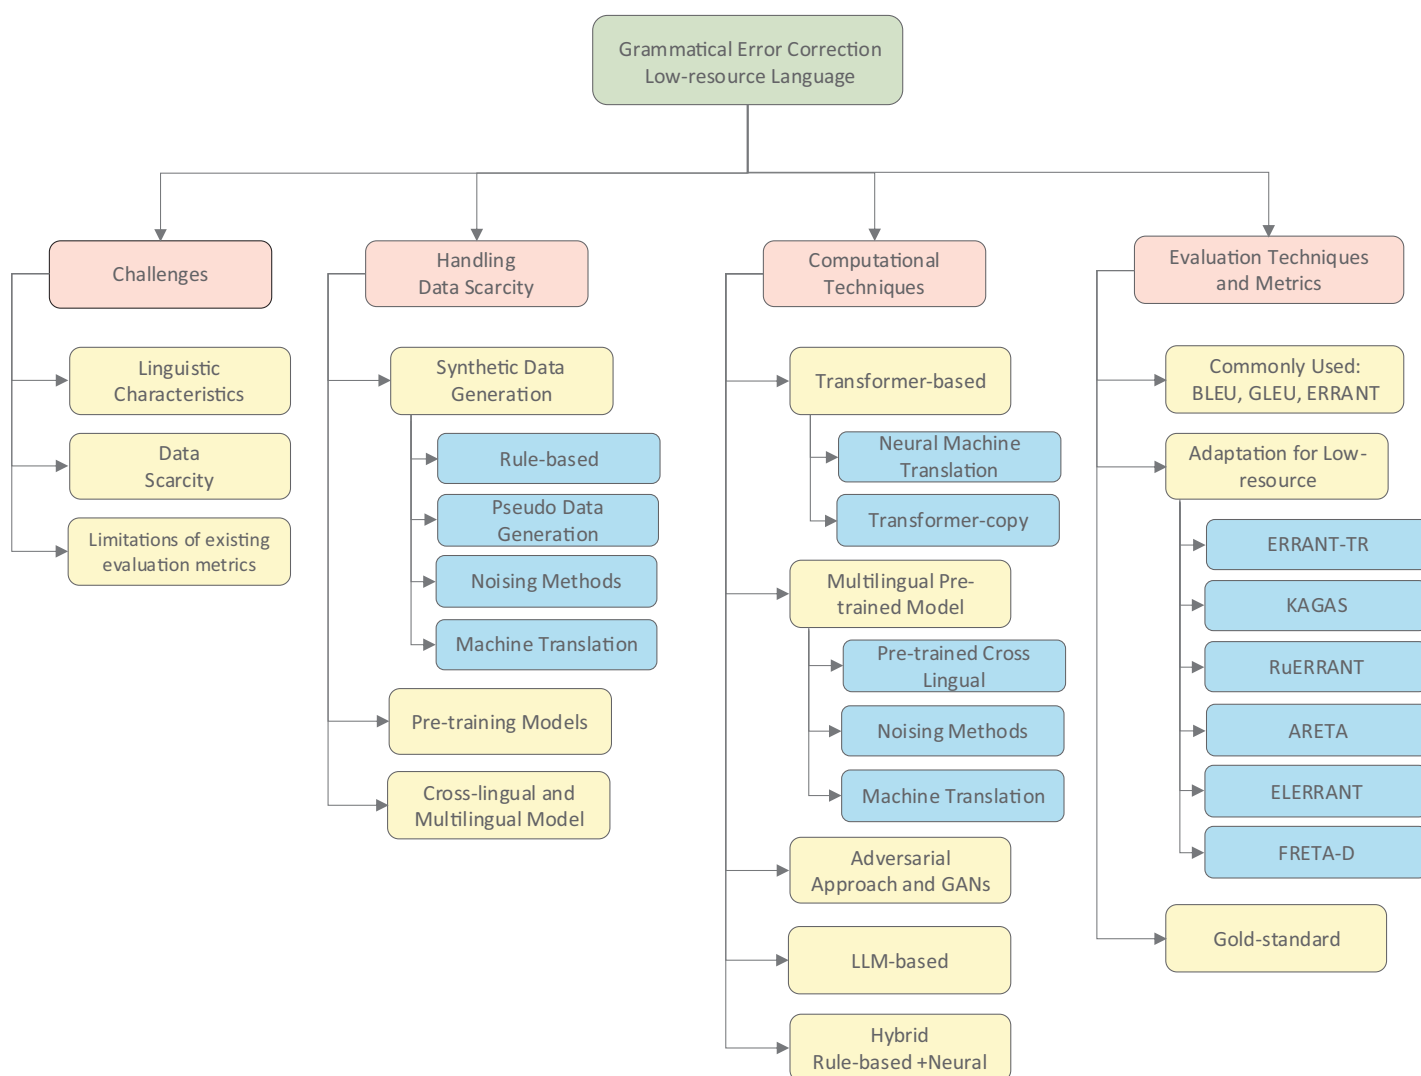 Grammatical Error Correction
Low-resource Language
Challenges
Linguistic
Characteristics
Data
Scarcity
Limitations of existing
evaluation metrics
Handling
Data Scarcity
Synthetic Data
Generation
Rule-based
Pseudo Data
Generation
Noising Methods
Machine Translation
Pre-training Models
Cross-lingual and
Multilingual Model
Computational
Techniques
Transformer-based
Neural Machine
Translation
Transformer-copy
Multilingual Pre-
trained Model
Pre-trained Cross
Lingual
Noising Methods
Machine Translation
Adversarial
Approach and GANs
LLM-based
Hybrid
Rule-based +Neural
Evaluation Techniques
and Metrics
Commonly Used:
BLEU, GLEU, ERRANT
Adaptation for Low-
resource
ERRANT-TR
KAGAS
RuERRANT
ARETA
ELERRANT
FRETA-D
Gold-standard